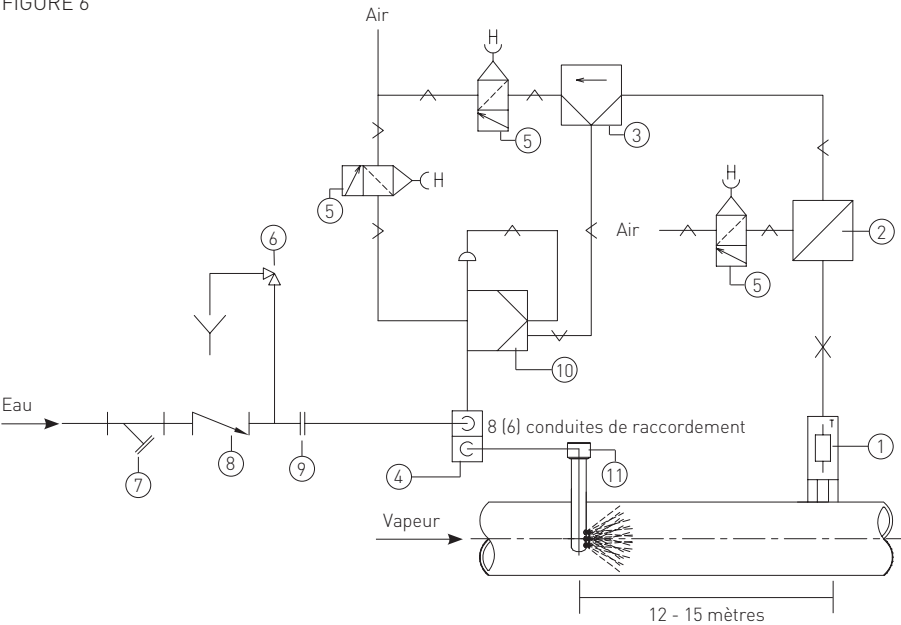 FIGURE 6
Air
H
5
3
H
5
H
6
Air
2
5
10
Eau
8 (6) conduites de raccordement
T
1
7
8
9
4
11
Vapeur
12 - 15 mètres